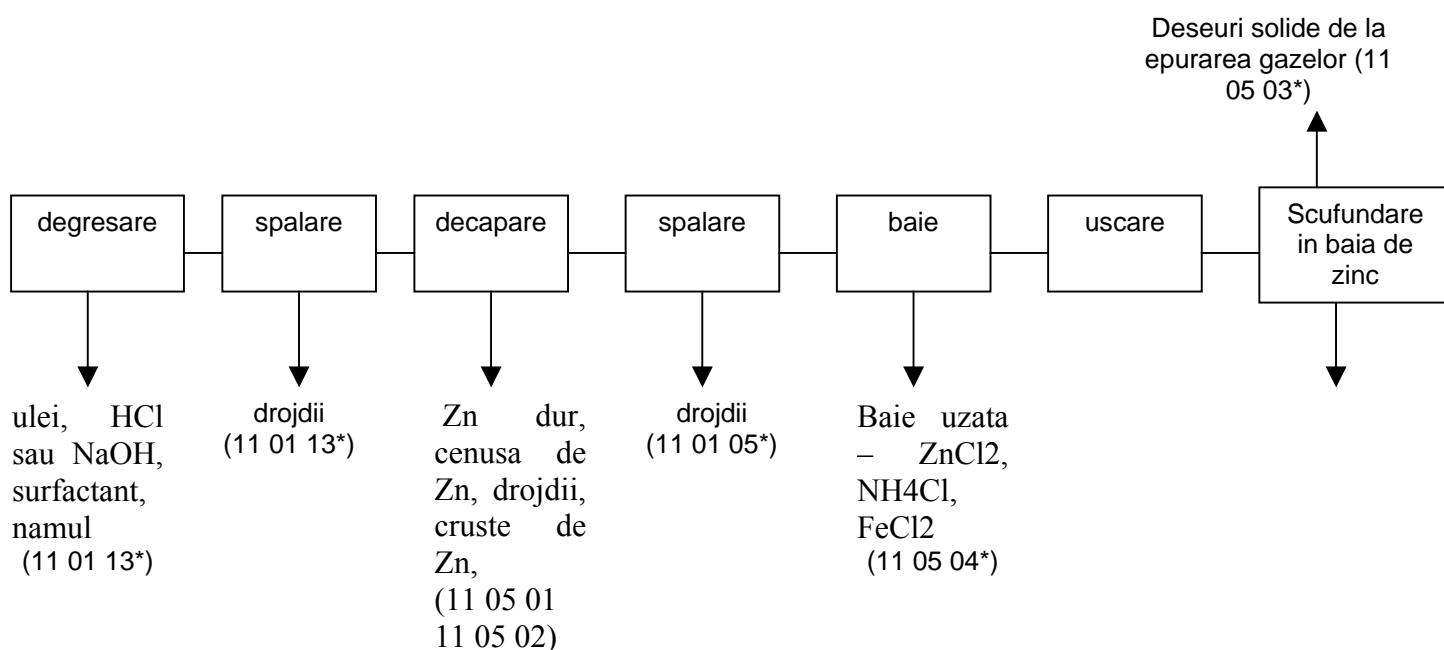 Deseuri solide de la
epurarea gazelor (11
05 03*)
degresare
spalare
decapare
spalare
baie
uscare
Scufundare
in baia de
zinc
ulei, HCl
sau NaOH,
surfactant,
namul
(11 01 13*)
drojdii
(11 01 13*)
Zn dur,
cenusa de
Zn, drojdii,
cruste de
Zn,
(11 05 01
11 05 02)
drojdii
(11 01 05*)
Baie uzata
– ZnCl2,
NH4Cl,
FeCl2
(11 05 04*)